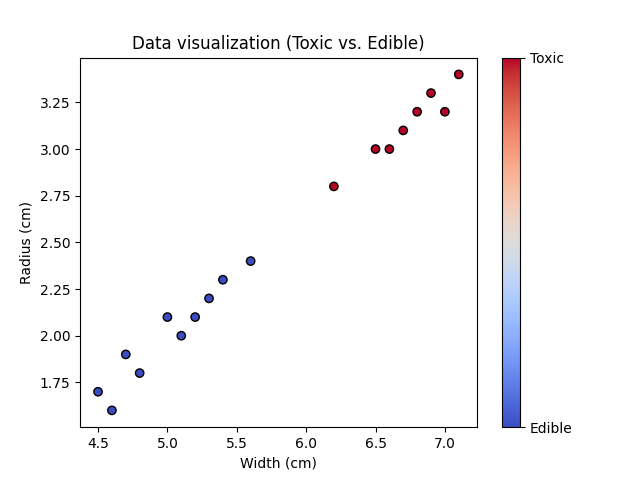 Data visualization (Toxic vs. Edible)
Toxic
3.25
3.00
2.75
2.50
2.25
2.00
1.75
Radius (cm)
4.5 5.0 5.5 6.0 6.5 7.0
Width (cm)
Edible